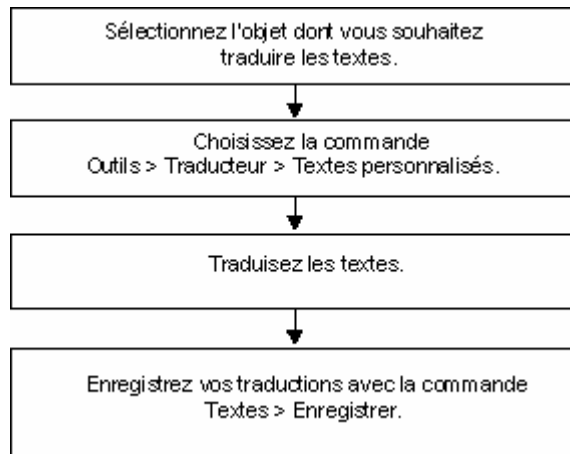 Sélectionnez l'objet dont vous souhaitez
traduire les textes.
Choisissez la commande
Outils > Traducteur > Textes personnalisés.
Traduisez les textes.
Enregistrez vos traductions avec la commande
Textes > Enregistrer.